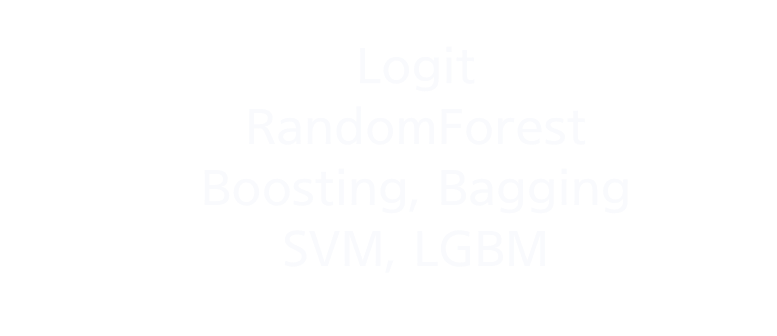 Logit
RandomForest
Boosting, Bagging
SVM, LGBM